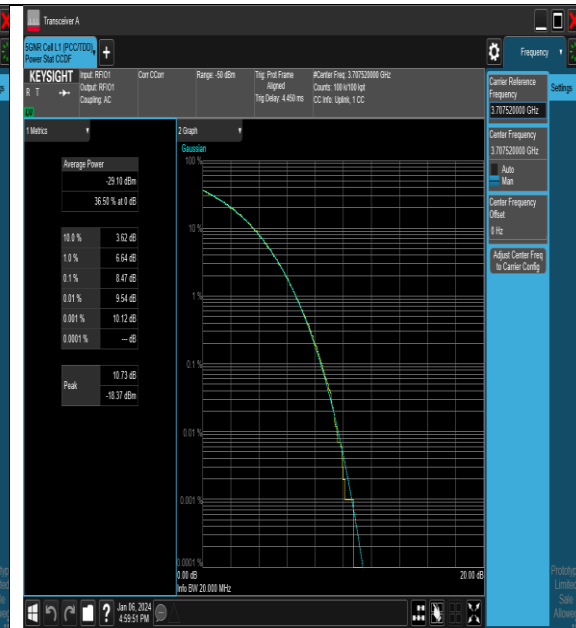 Transceiver A
5GNR Cell L1 (PCC/TDD),
Power Stat CCDF
Frequency
KEYSIGHT
R T
Input: RFIO1
Output: RFIO1
Coupling: AC
Corr CCorr
Range: -50 dBm
Trig: Prot Frame
Aligned
Trig Delay: 4.450 ms
#Center Freq: 3.707520000 GHz
Counts: 100 k/100 kpt
CC Info: Uplink, 1 CC
Carrier Reference
Frequency
3.707520000 GHz
Settings
1 Metrics
2 Graph
Center Frequency
3.707520000 GHz
Auto
Man
Center Frequency
Offset
0 Hz
Adjust Center Freq
to Carrier Config
Average Power
-29.10 dBm
36.50 % at 0 dB
10.0 % 3.62 dB
1.0 % 6.64 dB
0.1 % 8.47 dB
0.01 % 9.54 dB
0.001 % 10.12 dB
0.0001 % --- dB
Peak
10.73 dB
-18.37 dBm
Gaussian
100 %
10 %
1 %
0.1 %
0.01 %
0.001 %
0.0001 %
0.00 dB
20.00 dB
Info BW 20.000 MHz
Jan 06, 2024
4:59:51 PM
?